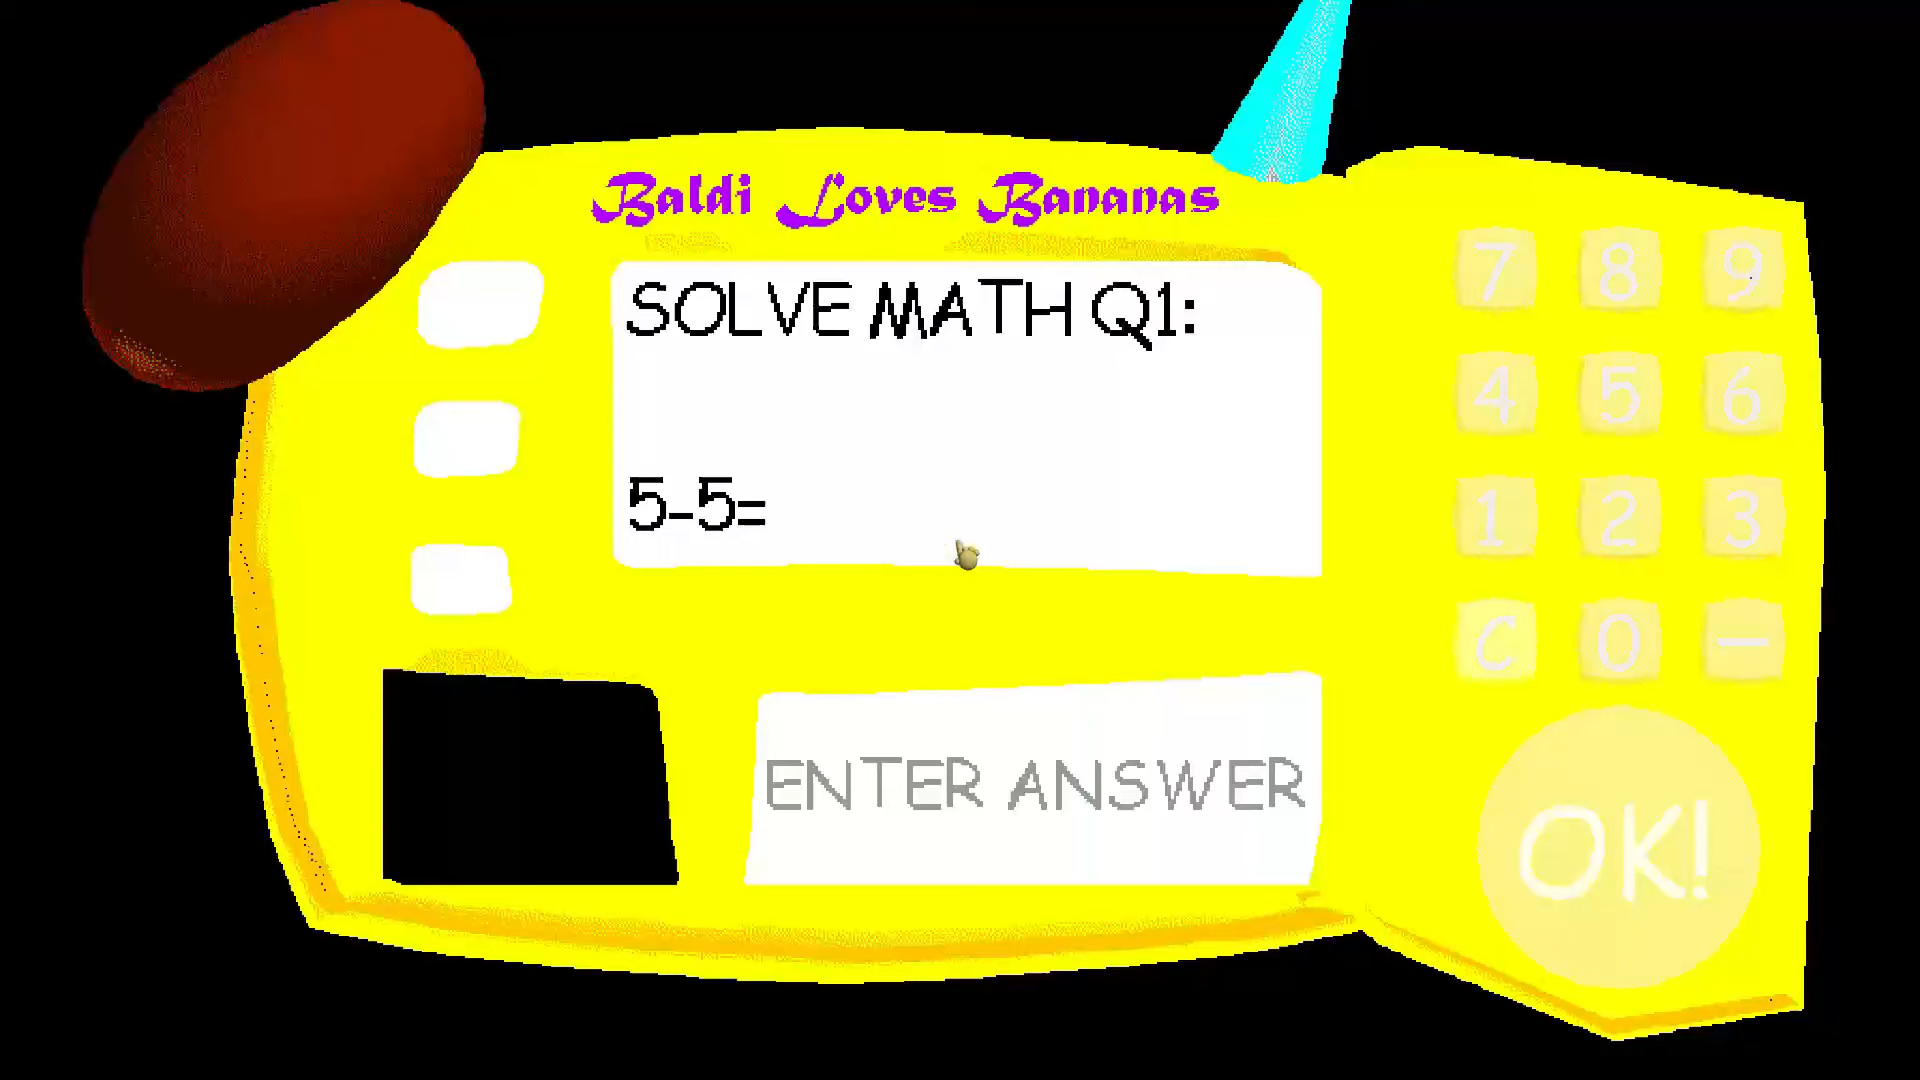 Baldi Loves Bananas
SOLVE MATH Q1:
5-5=
7 8 9
4 5 6
1 2 3
C 0 -
ENTER ANSWER
OK!